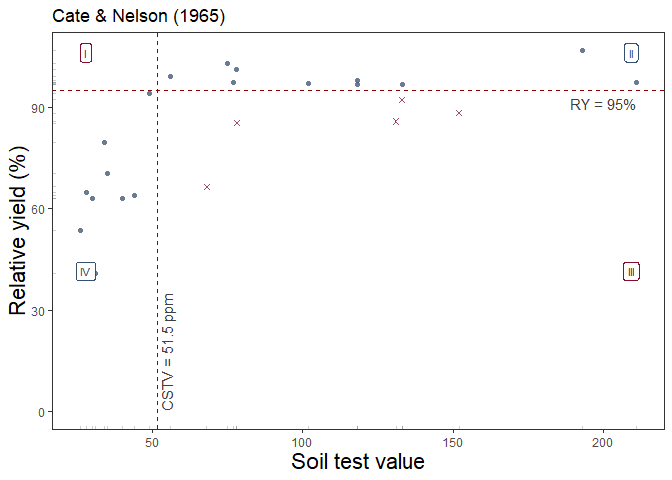 Cate & Nelson (1965)
I
II
90
RY = 95%
Relative yield (%)
60
IV
III
30
CSTV = 51.5 ppm
0
50
100
150
200
Soil test value